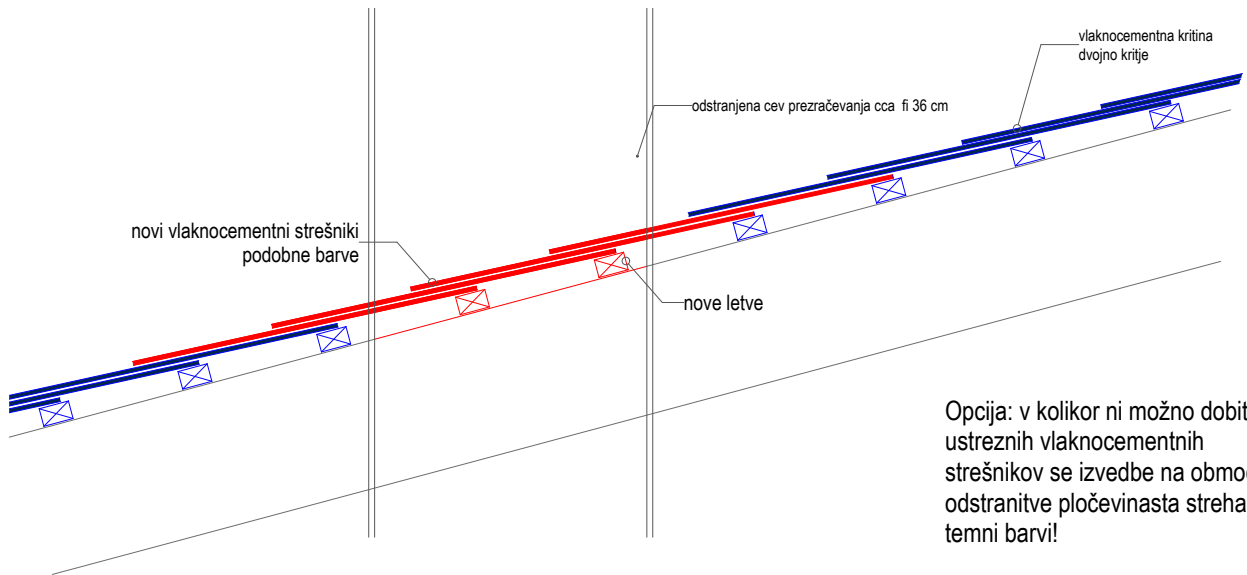 vlaknocementna kritina
dvojno kritje
odstranjena cev prezračevanja cca fi 36 cm
novi vlaknocementni strešniki
podobne barve
nove letve
Opcija: v kolikor ni možno dobit
ustreznih vlaknocementnih
strešnikov se izvedbe na obmo
odstranitve pločevinasta streha
temni barvi!